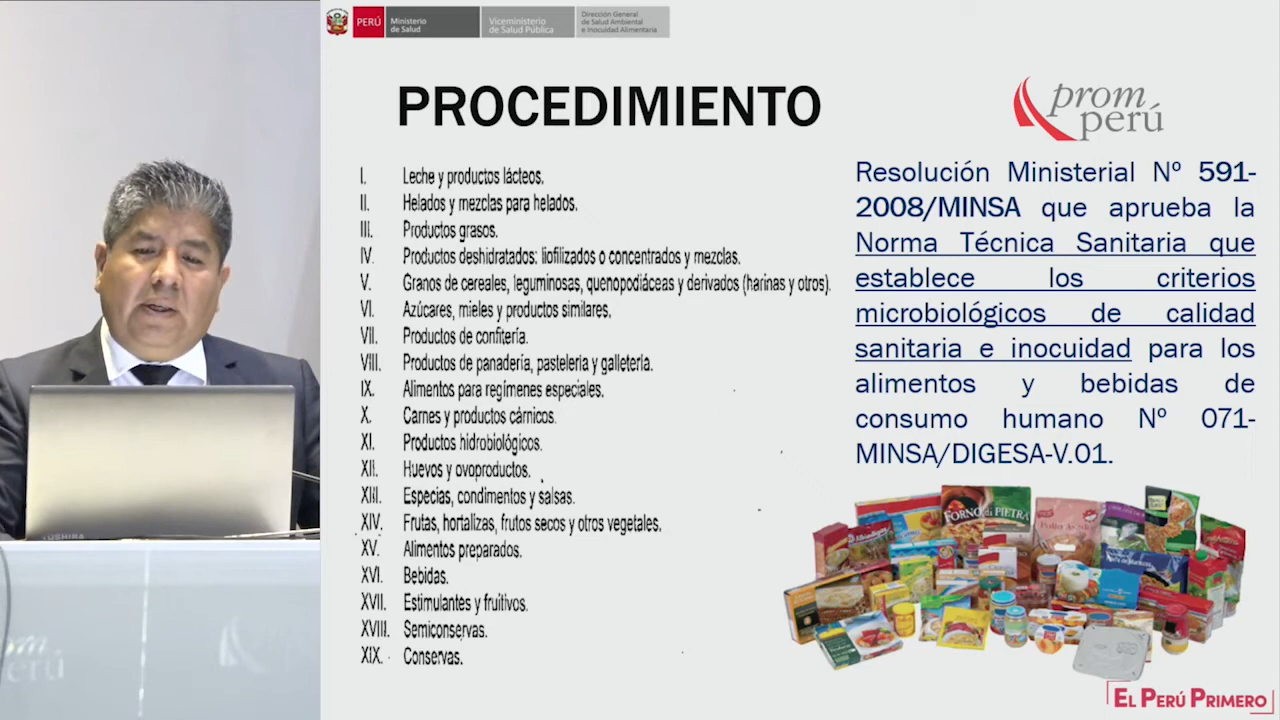 PERÚ
Ministerio
de Salud
Viceministerio
de Salud Pública
Dirección General
de Salud Ambiental
e Inocuidad Alimentaria
PROCEDIMIENTO
prom
perú
I. Leche y productos lácteos.
II. Helados y mezclas para helados.
III. Productos grasos.
IV. Productos deshidratados: liofilizados o concentrados y mezclas.
V. Granos de cereales, leguminosas, quenopodiáceas y derivados (harinas y otros).
VI. Azúcares, mieles y productos similares.
VII. Productos de confitería.
VIII. Productos de panadería, pastelería y galletería.
IX. Alimentos para regímenes especiales.
X. Carnes y productos cárnicos.
XI. Productos hidrobiológicos.
XII. Huevos y ovoproductos.
XIII. Especias, condimentos y salsas.
XIV. Frutas, hortalizas, frutos secos y otros vegetales.
XV. Alimentos preparados.
XVI. Bebidas.
XVII. Estimulantes y fruitivos.
XVIII. Semiconservas.
XIX. Conservas.
Resolución Ministerial Nº 591-
2008/MINSA que aprueba la
Norma Técnica Sanitaria que
establece los criterios
microbiológicos de calidad
sanitaria e inocuidad para los
alimentos y bebidas de
consumo humano Nº 071-
MINSA/DIGESA-V.01.
FORNO di PIETRA
TOSHIBA
prom
perú
EL PERÚ PRIMERO